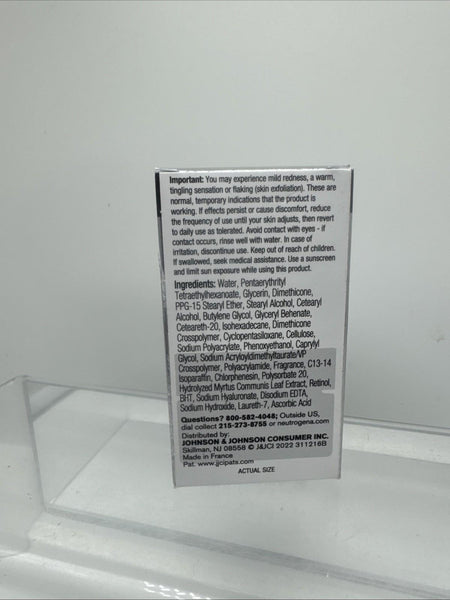 Important: You may experience mild redness, a warm,
tingling sensation or flaking (skin exfoliation). These are
normal, temporary indications that the product is
working. If effects persist or cause discomfort, reduce
the frequency of use until your skin adjusts, then revert
to daily use as tolerated. Avoid contact with eyes - if
contact occurs, rinse well with water. In case of
irritation, discontinue use. Keep out of reach of children.
If swallowed, seek medical assistance. Use a sunscreen
and limit sun exposure while using this product.
Ingredients: Water, Pentaerythrityl
Tetraethylhexanoate, Glycerin, Dimethicone,
PPG-15 Stearyl Ether, Stearyl Alcohol, Cetearyl
Alcohol, Butylene Glycol, Glyceryl Behenate,
Ceteareth-20, Isohexadecane, Dimethicone
Crosspolymer, Cyclopentasiloxane, Cellulose,
Sodium Polyacrylate, Phenoxyethanol, Caprylyl
Glycol, Sodium Acryloyldimethyltaurate/VP
Crosspolymer, Polyacrylamide, Fragrance, C13-14
Isoparaffin, Chlorphenesin, Polysorbate 20,
Hydrolyzed Myrtus Communis Leaf Extract, Retinol,
BHT, Sodium Hyaluronate, Disodium EDTA,
Sodium Hydroxide, Laureth-7, Ascorbic Acid
Questions? 800-582-4048; Outside US,
dial collect 215-273-8755 or neutrogena.com
Distributed by:
JOHNSON & JOHNSON CONSUMER INC.
Skillman, NJ 08558 © J&JCI 2022 311216B
Made in France
Pat. www.jjcipats.com
ACTUAL SIZE